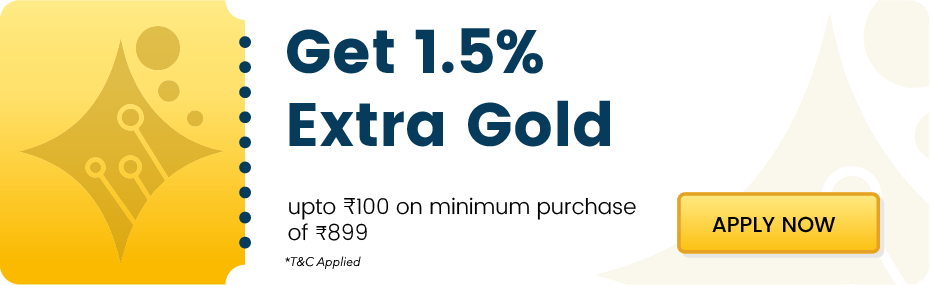 Get 1.5%
Extra Gold
upto ₹100 on minimum purchase
of ₹899
*T&C Applied
APPLY NOW